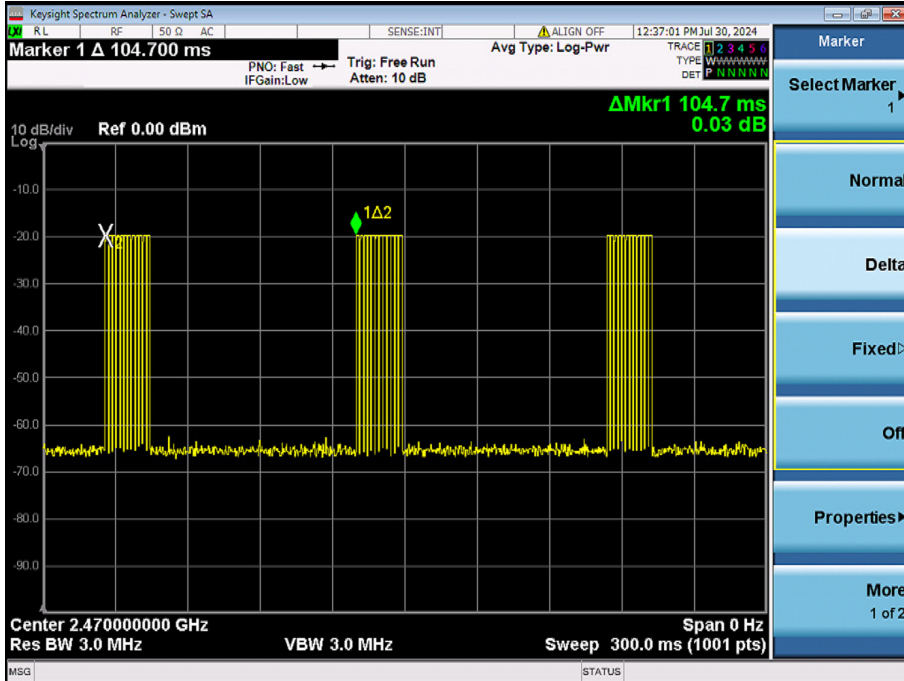 Keysight Spectrum Analyzer - Swept SA
LXI RL RF 50 Ω AC SENSE:INT ALIGN OFF 12:37:01 PM Jul 30, 2024
Marker 1 Δ 104.700 ms
PNO: Fast
IFGain:Low
Trig: Free Run
Atten: 10 dB
Avg Type: Log-Pwr
TRACE 1 2 3 4 5 6
TYPE WWWWWW
DET P N N N N N
ΔMkr1 104.7 ms
0.03 dB
10 dB/div Ref 0.00 dBm
Log
-10.0
-20.0
-30.0
-40.0
-50.0
-60.0
-70.0
-80.0
-90.0
1Δ2
2
Center 2.470000000 GHz
Span 0 Hz
Res BW 3.0 MHz
VBW 3.0 MHz
Sweep 300.0 ms (1001 pts)
MSG
STATUS
Marker
Select Marker
1
Normal
Delta
Fixed
Off
Properties
More
1 of 2